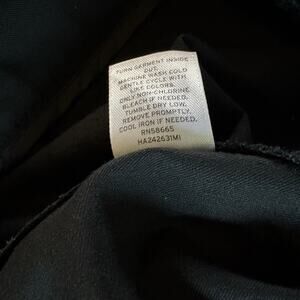 TURN GARMENT INSIDE
OUT.
MACHINE WASH COLD
GENTLE CYCLE WITH
LIKE COLORS.
ONLY NON-CHLORINE
BLEACH IF NEEDED.
TUMBLE DRY LOW.
REMOVE PROMPTLY.
COOL IRON IF NEEDED.
RN58665
HA242631MI